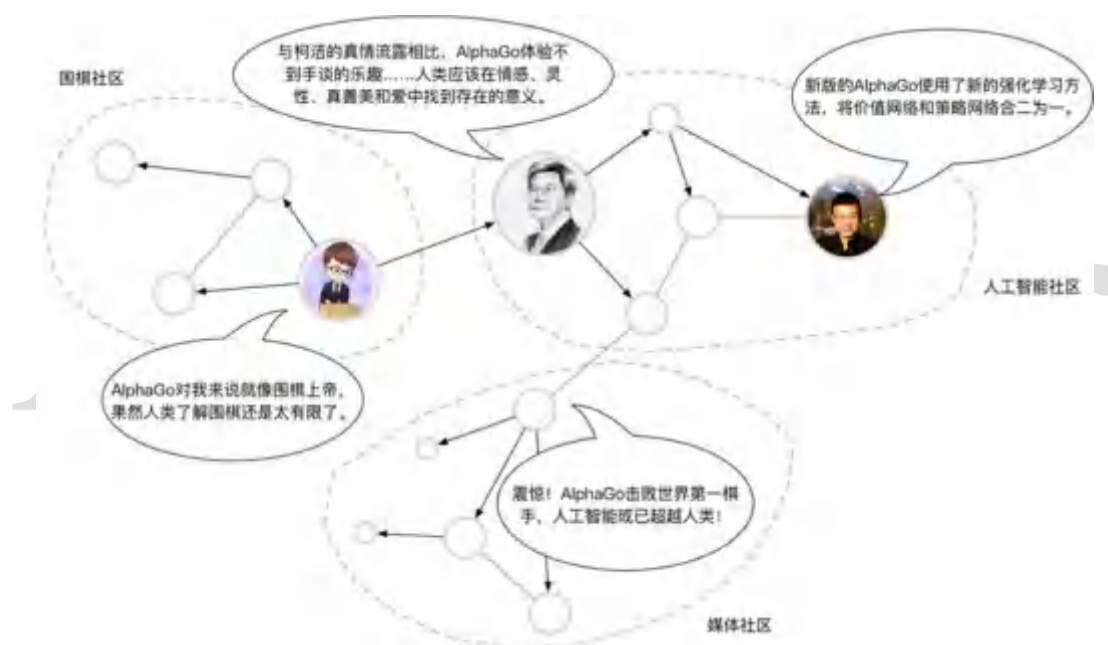 围棋社区
与柯洁的真情流露相比，AlphaGo体验不
到手谈的乐趣……人类应该在情感、灵
性、真善美和爱中找到存在的意义。
新版的AlphaGo使用了新的强化学习方
法，将价值网络和策略网络合二为一。
人工智能社区
AlphaGo对我来说就像围棋上帝，
果然人类了解围棋还是太有限了。
震惊！AlphaGo击败世界第一棋
手，人工智能或已超越人类！
媒体社区